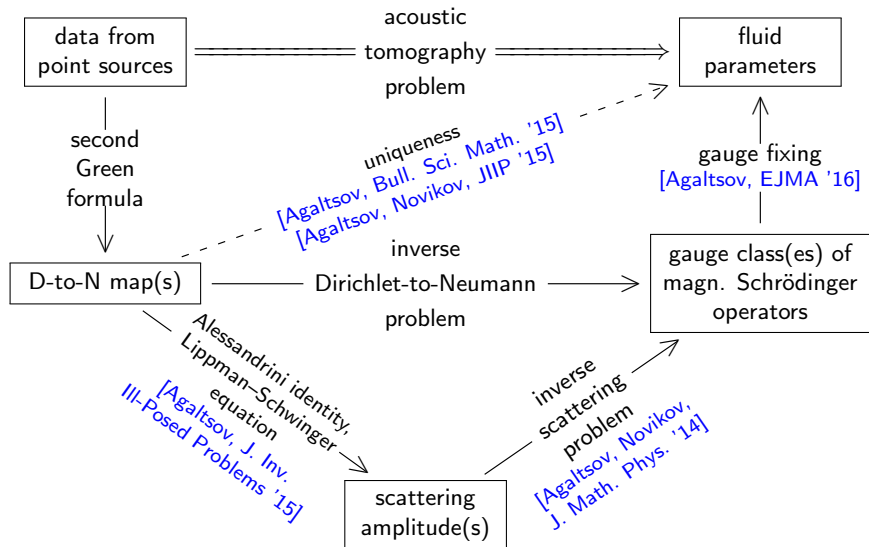 data from
point sources
acoustic
tomography
problem
fluid
parameters
second
Green
formula
uniqueness
[Agaltsov, Bull. Sci. Math. '15]
[Agaltsov, Novikov, JIIP '15]
gauge fixing
[Agaltsov, EJMA '16]
D-to-N map(s)
inverse
Dirichlet-to-Neumann
problem
gauge class(es) of
magn. Schrödinger
operators
Alessandrini identity,
Lippman–Schwinger
equation
[Agaltsov, J. Inv.
Ill-Posed Problems '15]
inverse
scattering
problem
[Agaltsov, Novikov,
J. Math. Phys. '14]
scattering
amplitude(s)